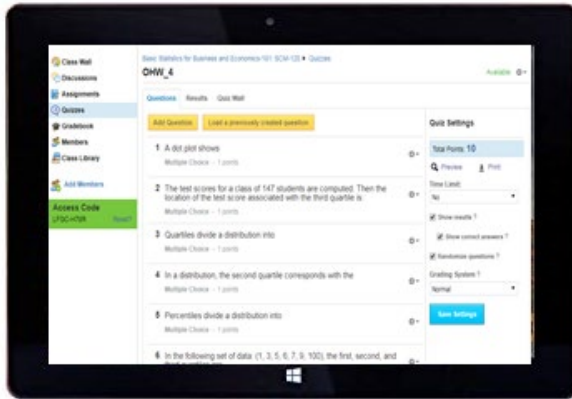 Class Wall
Discussions
Assignments
Quizzes
Gradebook
Members
Class Library
Add Members
Access Code
Reset?
Basic Statistics for Business and Economics-101 SCM-120 ▸ Quizzes
OHW_4
Available
Questions Results Quiz Wall
Add Question Load a previously created question
1 A dot plot shows
Multiple Choice - 1 points
2 The test scores for a class of 147 students are computed. Then the
location of the test score associated with the third quartile is
Multiple Choice - 1 points
3 Quartiles divide a distribution into
Multiple Choice - 1 points
4 In a distribution, the second quartile corresponds with the
Multiple Choice - 1 points
5 Percentiles divide a distribution into
Multiple Choice - 1 points
6 In the following set of data: (1, 3, 5, 6, 7, 9, 100), the first, second, and
Quiz Settings
Total Points: 10
Preview Print
Time Limit:
No
Show results ?
Show correct answers ?
Randomize questions ?
Grading System ?
Normal
Save Settings